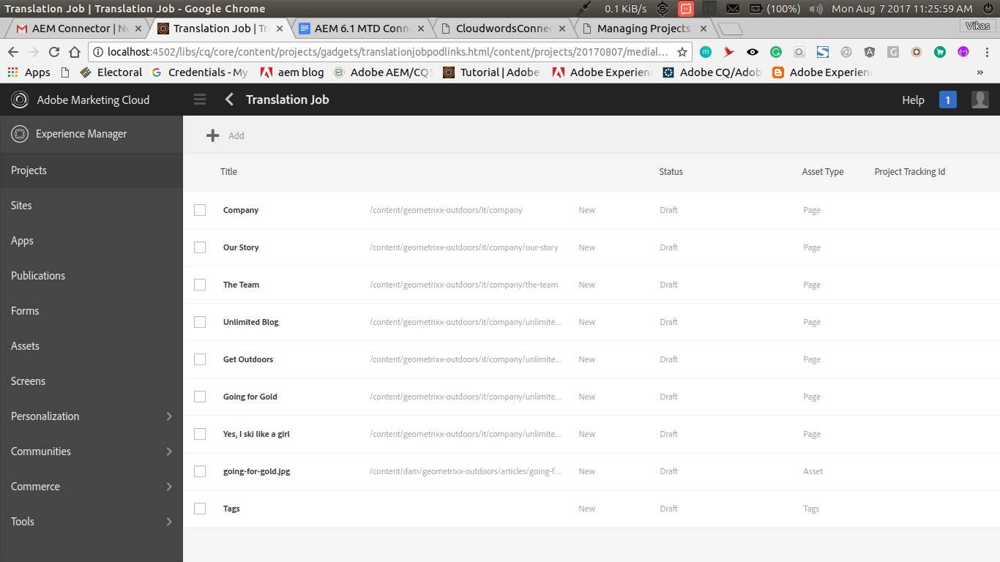 Translation Job | Translation Job - Google Chrome 0.1 KiB/s En (100%) Mon Aug 7 2017 11:25:59 AM
AEM Connector | Ne Translation Job | Tra AEM 6.1 MTD Conn CloudwordsConnec Managing Projects Vikas
localhost:4502/libs/cq/core/content/projects/gadgets/translationjobpodlinks.html/content/projects/20170807/medial...
Apps Electoral Credentials - My aem blog Adobe AEM/CQ5 Tutorial | Adobe Adobe Experien Adobe CQ/Adob Adobe Experienc »
Adobe Marketing Cloud Translation Job Help 1
Experience Manager
Add
Projects
Title Status Asset Type Project Tracking Id
Sites
Company /content/geometrixx-outdoors/it/company New Draft Page
Apps
Our Story /content/geometrixx-outdoors/it/company/our-story New Draft Page
Publications
The Team /content/geometrixx-outdoors/it/company/the-team New Draft Page
Forms
Unlimited Blog /content/geometrixx-outdoors/it/company/unlimite... New Draft Page
Assets
Get Outdoors /content/geometrixx-outdoors/it/company/unlimite... New Draft Page
Screens
Going for Gold /content/geometrixx-outdoors/it/company/unlimite... New Draft Page
Personalization
Yes, I ski like a girl /content/geometrixx-outdoors/it/company/unlimite... New Draft Page
Communities
going-for-gold.jpg /content/dam/geometrixx-outdoors/articles/going-f... New Draft Asset
Commerce
Tags New Draft Tags
Tools